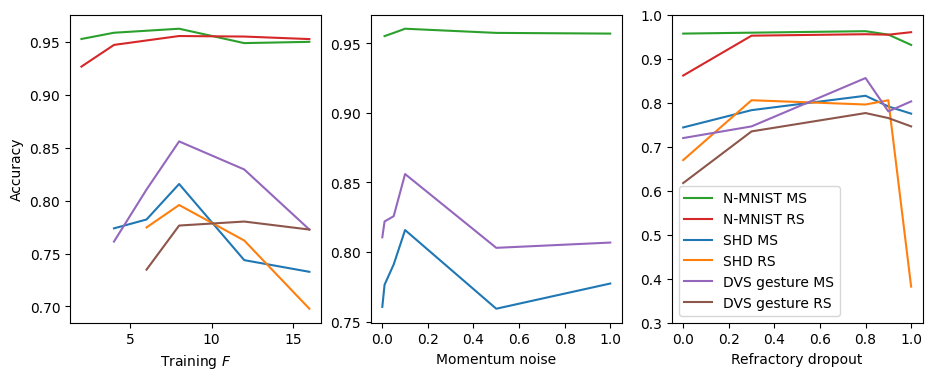 Accuracy
0.95
0.90
0.85
0.80
0.75
0.70
5 10 15
Training F
0.95
0.90
0.85
0.80
0.75
0.0 0.2 0.4 0.6 0.8 1.0
Momentum noise
1.0
0.9
0.8
0.7
0.6
0.5
0.4
0.3
N-MNIST MS
N-MNIST RS
SHD MS
SHD RS
DVS gesture MS
DVS gesture RS
0.0 0.2 0.4 0.6 0.8 1.0
Refractory dropout